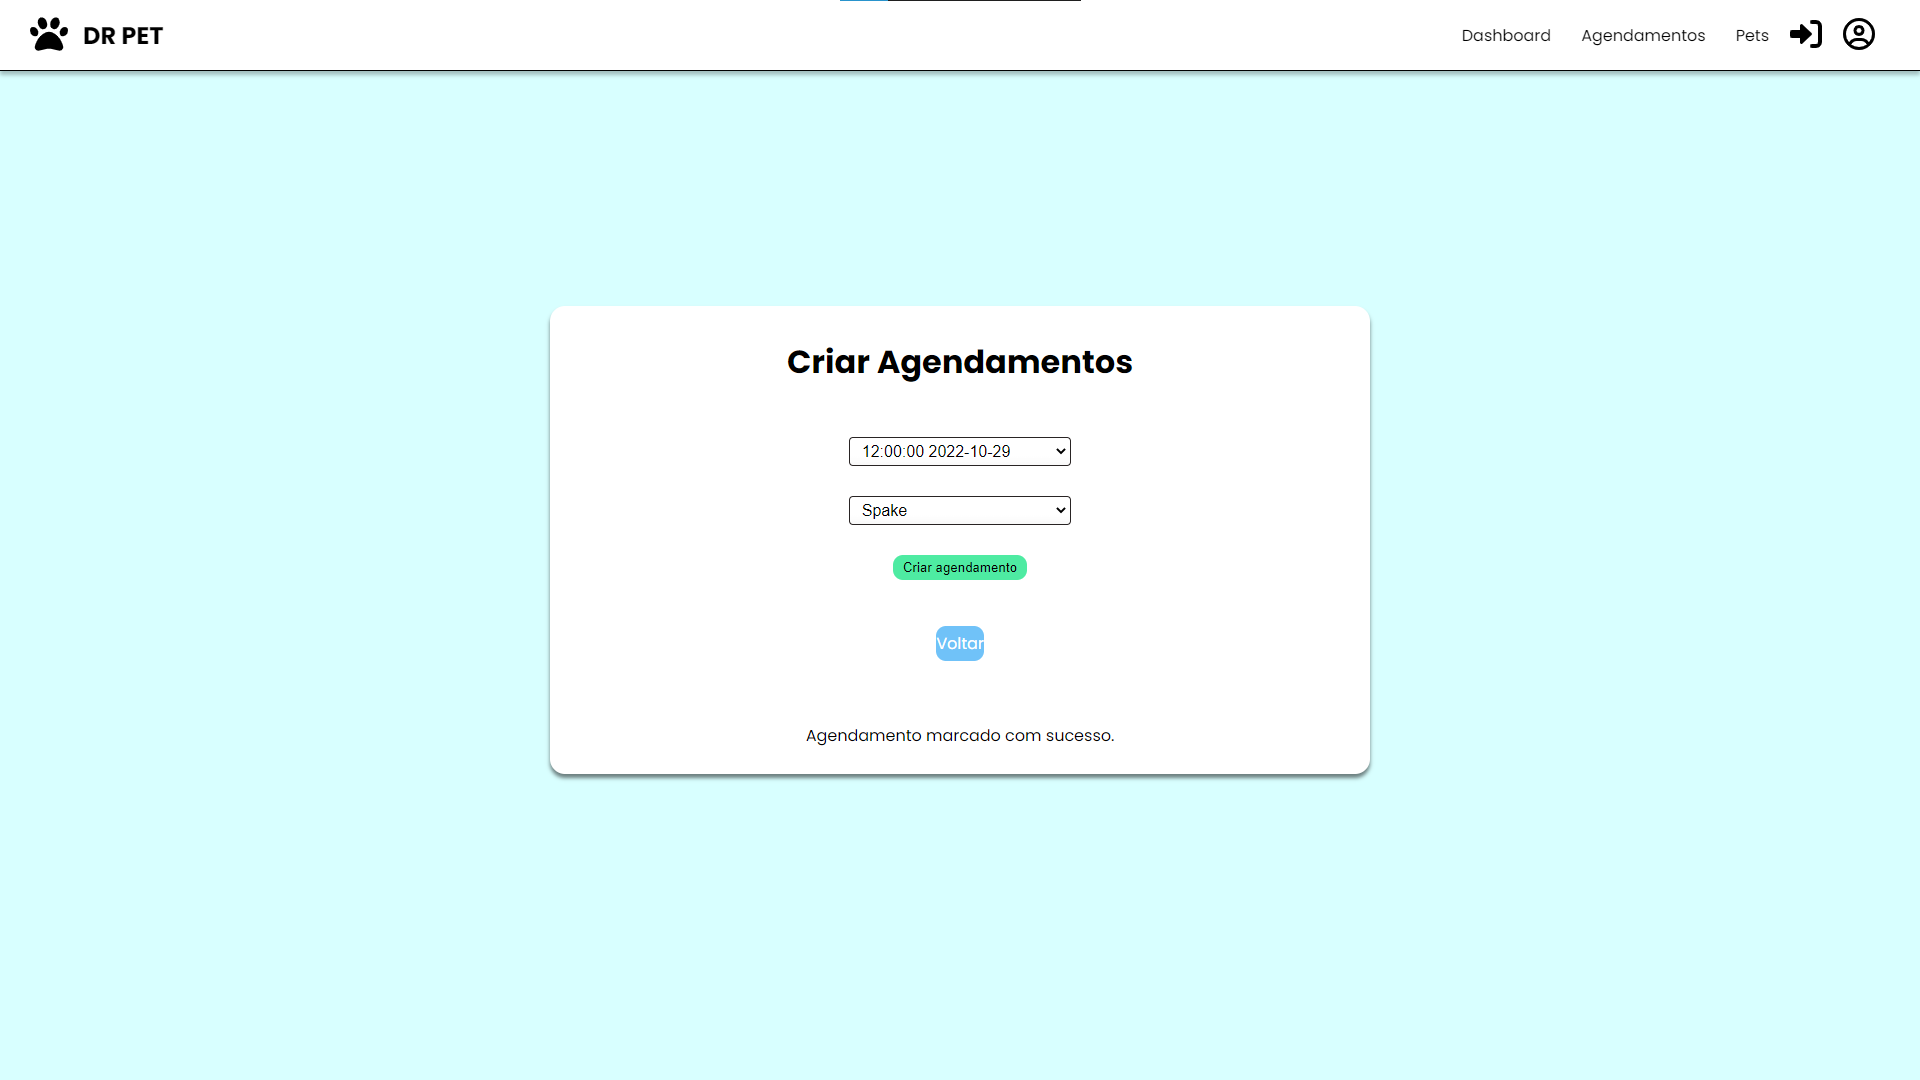 DR PET
Dashboard
Agendamentos
Pets
Criar Agendamentos
12:00:00 2022-10-29
Spake
Criar agendamento
Voltar
Agendamento marcado com sucesso.